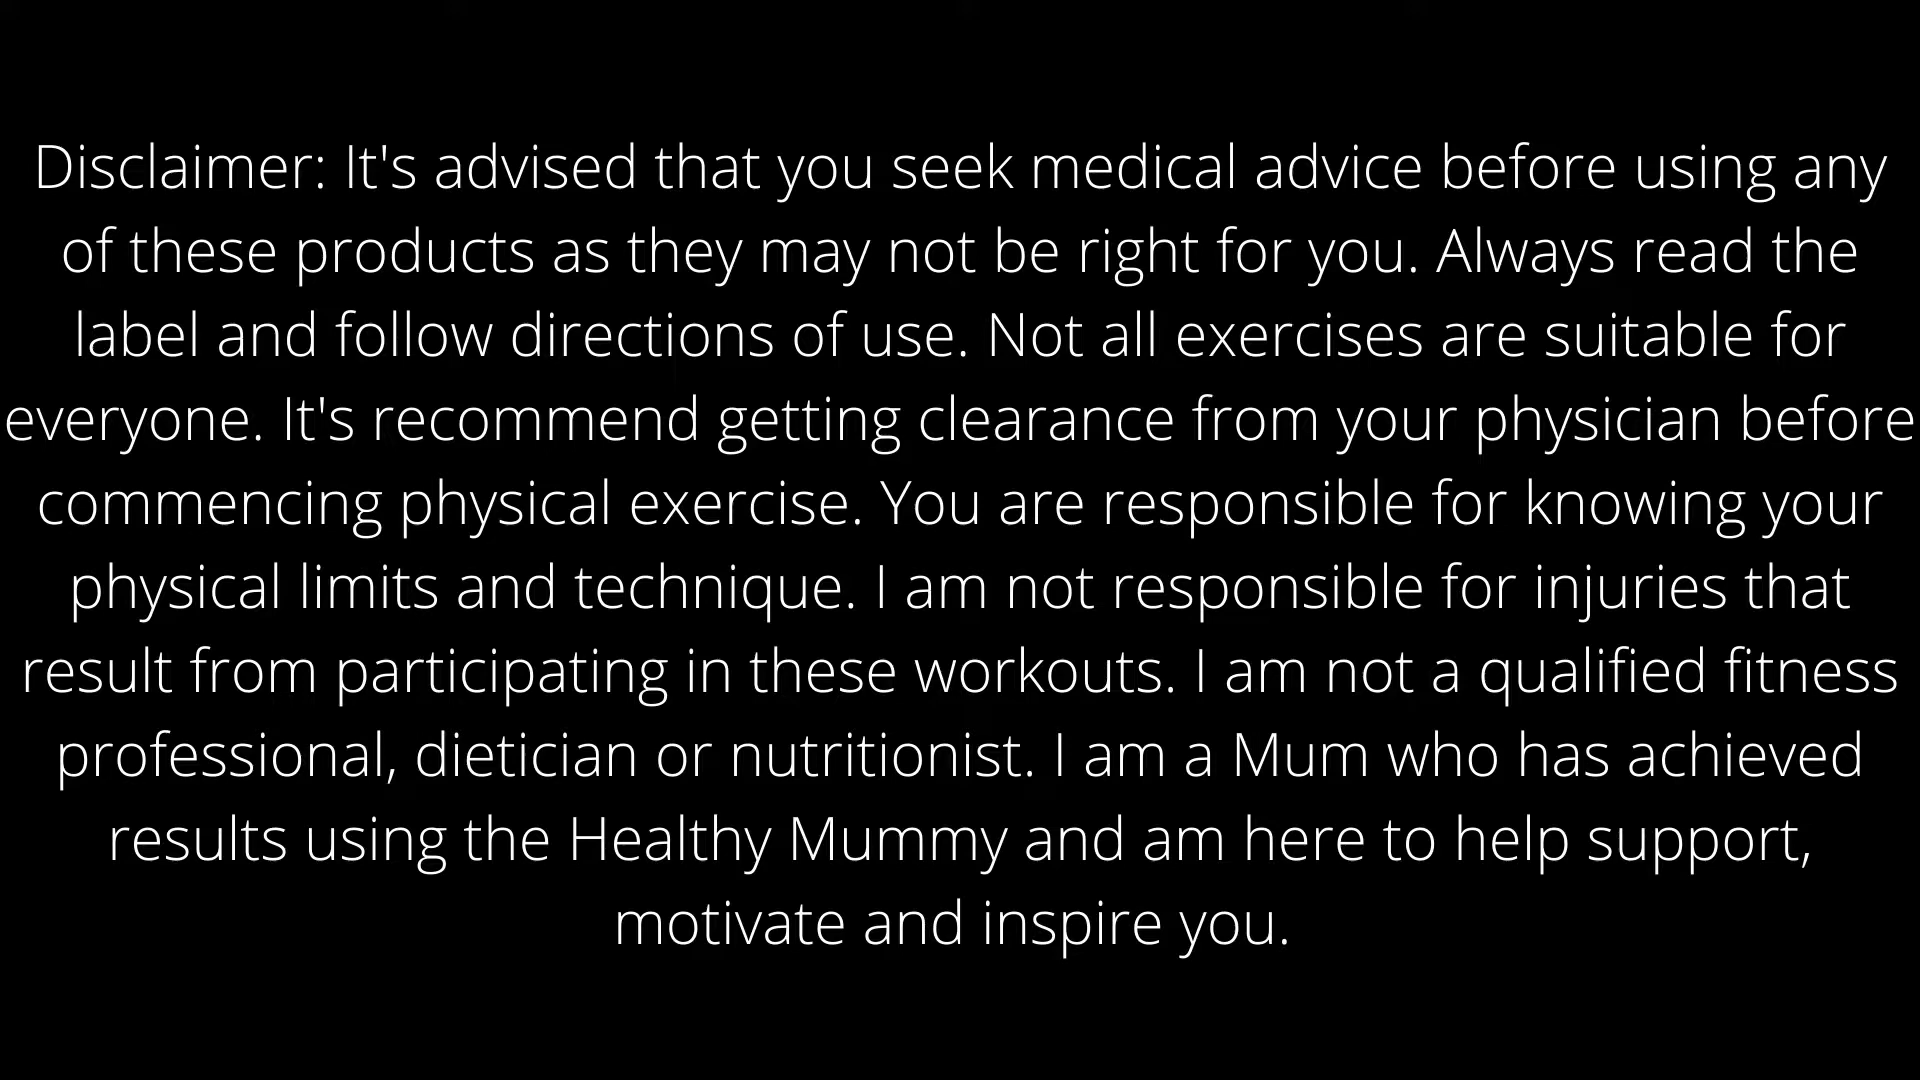 Disclaimer: It's advised that you seek medical advice before using any
of these products as they may not be right for you. Always read the
label and follow directions of use. Not all exercises are suitable for
everyone. It's recommend getting clearance from your physician before
commencing physical exercise. You are responsible for knowing your
physical limits and technique. I am not responsible for injuries that
result from participating in these workouts. I am not a qualified fitness
professional, dietician or nutritionist. I am a Mum who has achieved
results using the Healthy Mummy and am here to help support,
motivate and inspire you.